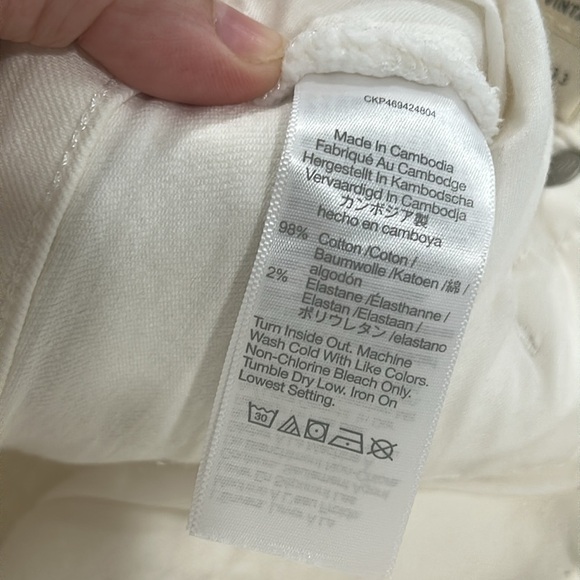 CKP469424804
Made In Cambodia
Fabriqué Au Cambodge
Hergestellt In Kambodscha
Vervaardigd In Cambodja
カンボジア製
hecho en camboya
98% Cotton /Coton /
Baumwolle /Katoen /綿 /
algodón
2% Elastane /Élasthanne /
Elastan /Elastaan /
ポリウレタン /elastano
Turn Inside Out. Machine
Wash Cold With Like Colors.
Non-Chlorine Bleach Only.
Tumble Dry Low. Iron On
Lowest Setting.
30